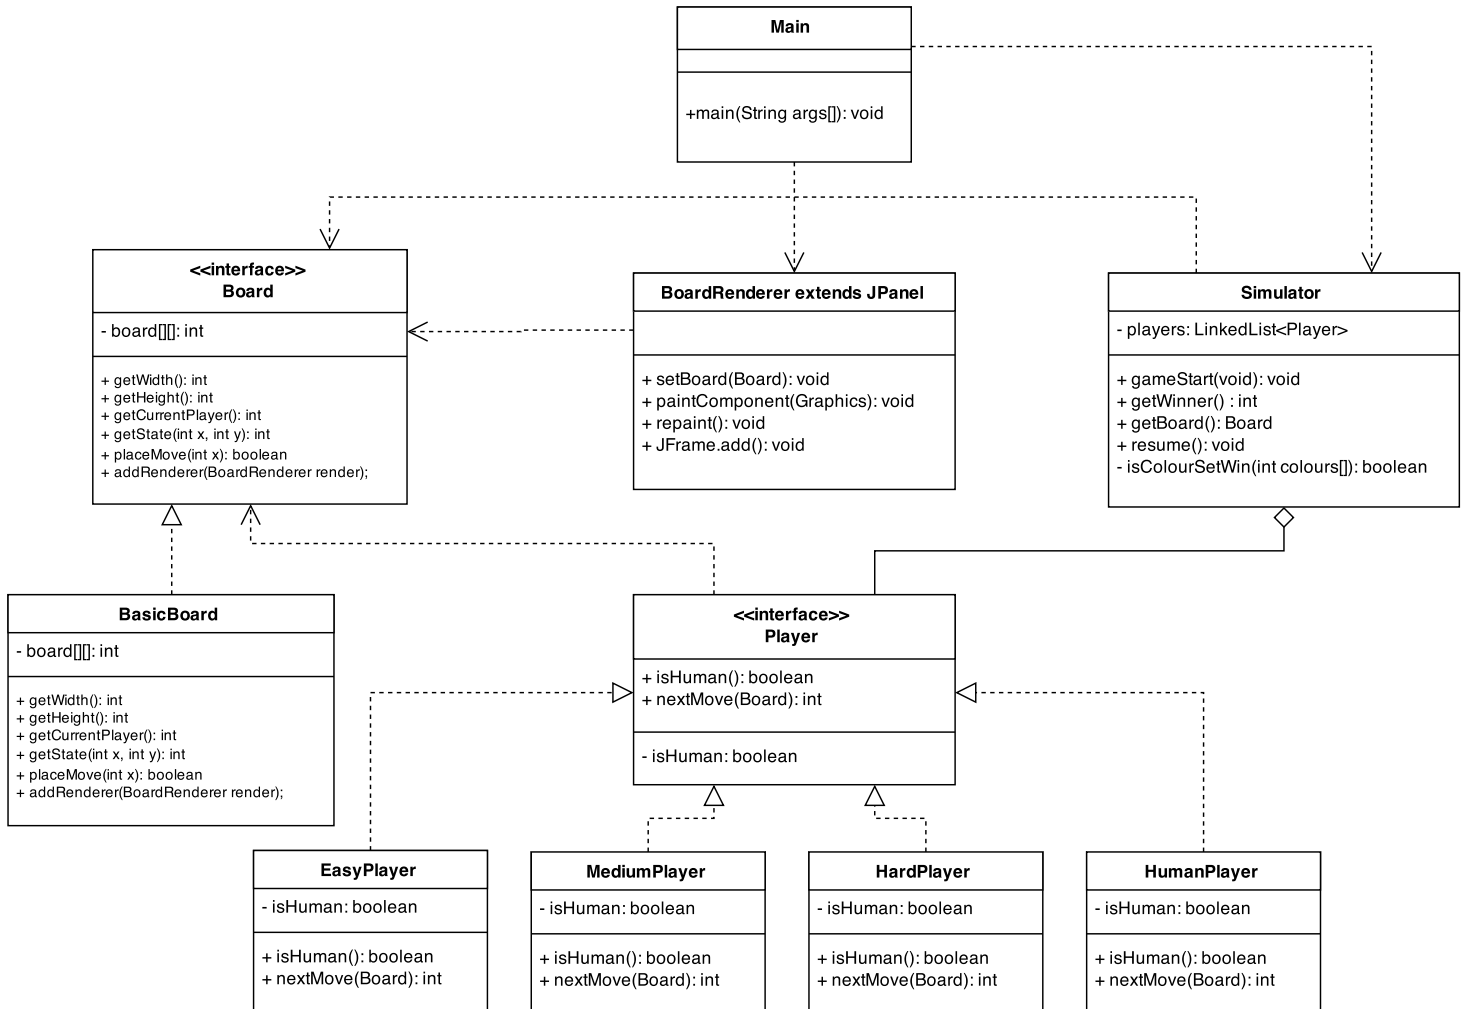 Main
+main(String args[]): void
<<interface>>
Board
- board[][]: int
+ getWidth(): int
+ getHeight(): int
+ getCurrentPlayer(): int
+ getState(int x, int y): int
+ placeMove(int x): boolean
+ addRenderer(BoardRenderer render);
BoardRenderer extends JPanel
+ setBoard(Board): void
+ paintComponent(Graphics): void
+ repaint(): void
+ JFrame.add(): void
Simulator
- players: LinkedList<Player>
+ gameStart(void): void
+ getWinner() : int
+ getBoard(): Board
+ resume(): void
- isColourSetWin(int colours[]): boolean
BasicBoard
- board[][]: int
+ getWidth(): int
+ getHeight(): int
+ getCurrentPlayer(): int
+ getState(int x, int y): int
+ placeMove(int x): boolean
+ addRenderer(BoardRenderer render);
<<interface>>
Player
+ isHuman(): boolean
+ nextMove(Board): int
- isHuman: boolean
EasyPlayer
- isHuman: boolean
+ isHuman(): boolean
+ nextMove(Board): int
MediumPlayer
- isHuman: boolean
+ isHuman(): boolean
+ nextMove(Board): int
HardPlayer
- isHuman: boolean
+ isHuman(): boolean
+ nextMove(Board): int
HumanPlayer
- isHuman: boolean
+ isHuman(): boolean
+ nextMove(Board): int